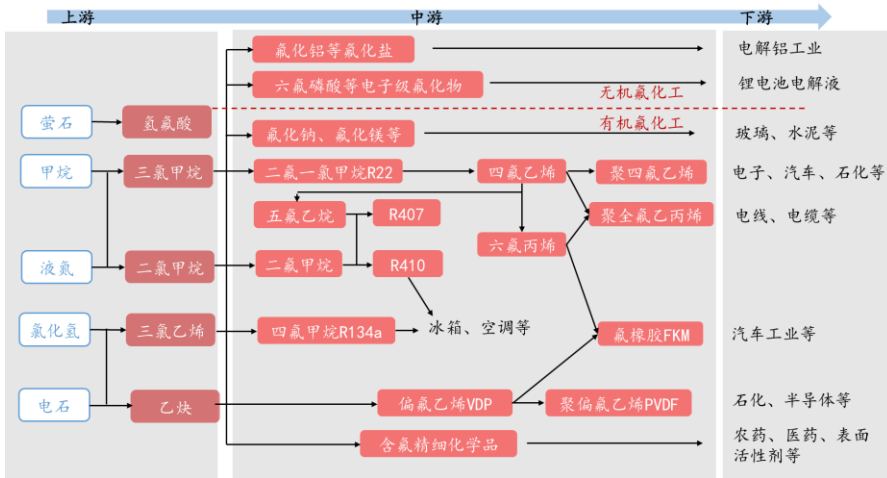 上游
中游
下游
氟化铝等氟化盐
电解铝工业
六氟磷酸等电子级氟化物
无机氟化工
锂电池电解液
萤石
氢氟酸
氟化钠、氟化镁等
有机氟化工
玻璃、水泥等
甲烷
三氯甲烷
二氟一氯甲烷R22
四氟乙烯
聚四氟乙烯
电子、汽车、石化等
五氟乙烷
R407
聚全氟乙丙烯
电线、电缆等
六氟丙烯
液氮
二氯甲烷
二氟甲烷
R410
氯化氢
三氯乙烯
四氟甲烷R134a
冰箱、空调等
氟橡胶FKM
汽车工业等
电石
乙炔
偏氟乙烯VDP
聚偏氟乙烯PVDF
石化、半导体等
含氟精细化学品
农药、医药、表面
活性剂等